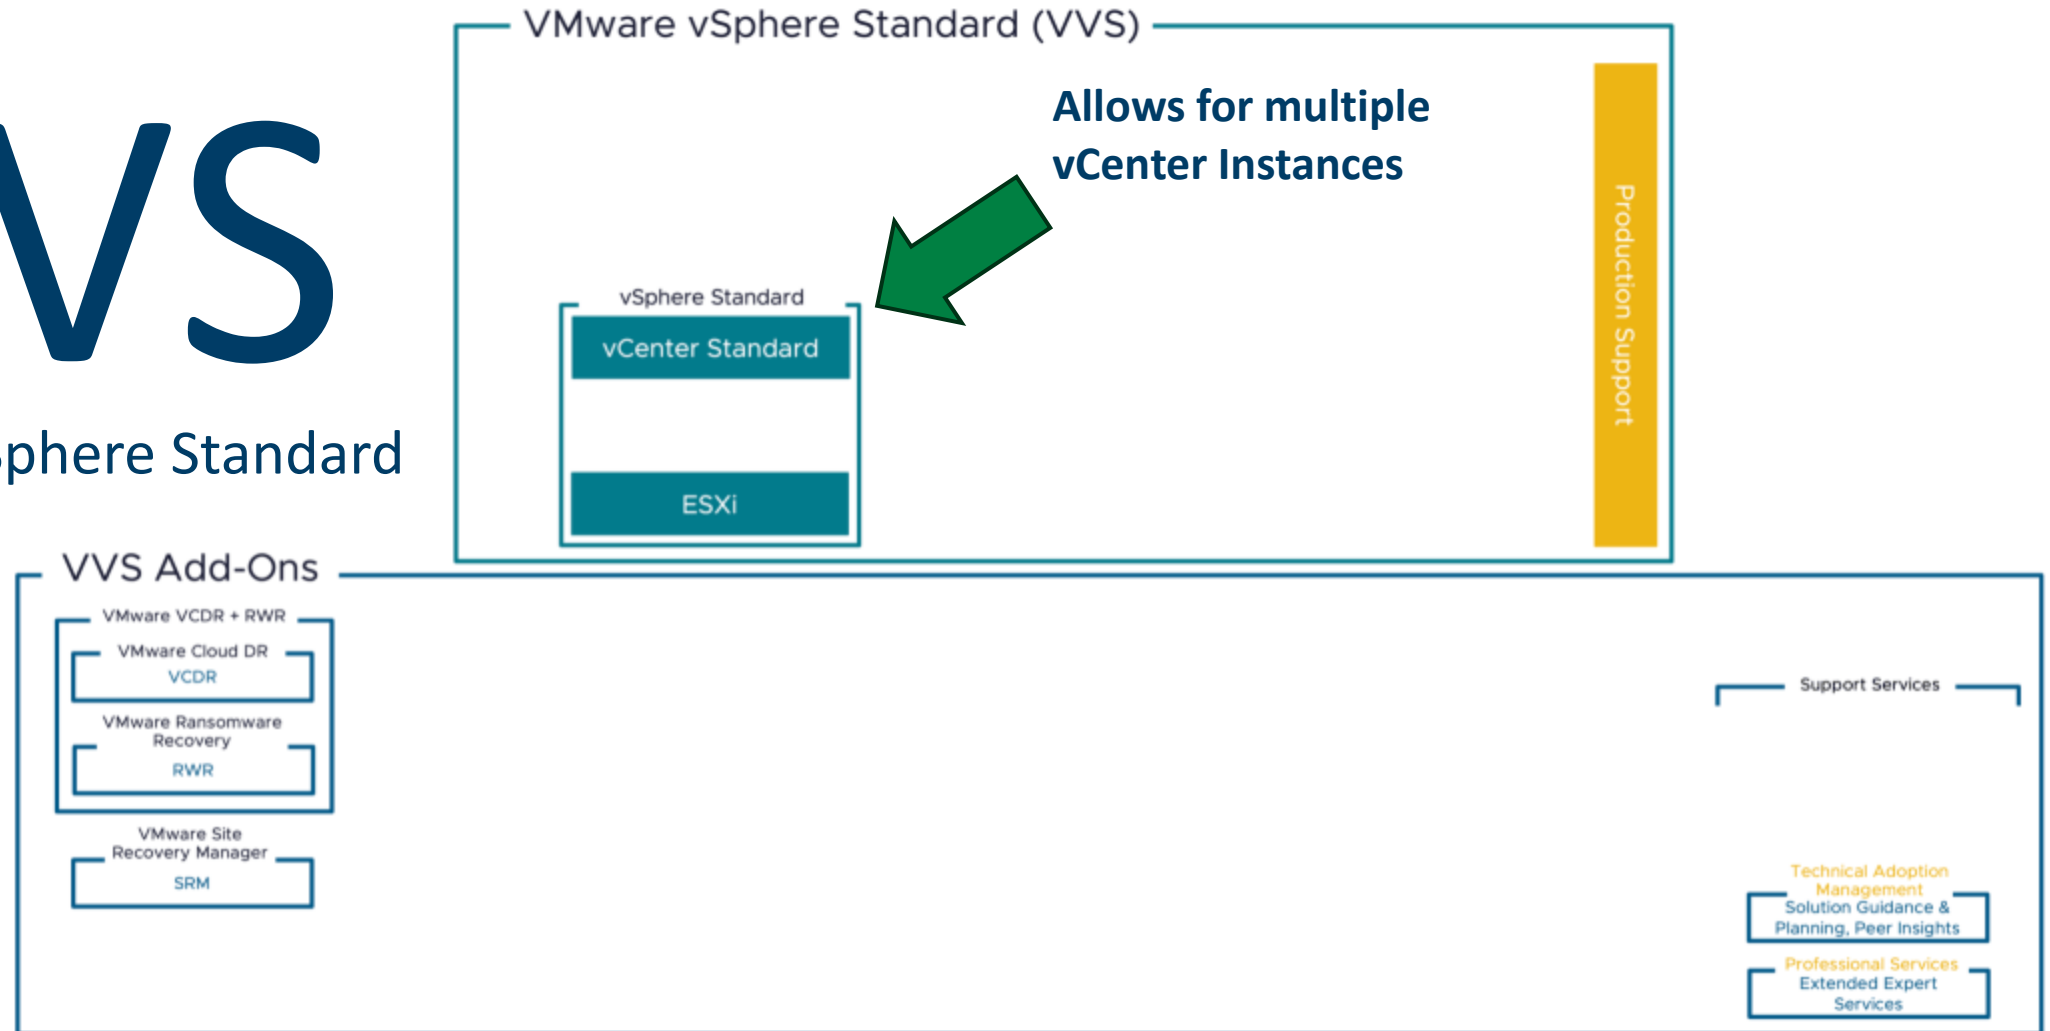 VMware vSphere Standard (VVS)
VS
Sphere Standard
Allows for multiple
vCenter Instances
vSphere Standard
vCenter Standard
ESXi
Production Support
VVS Add-Ons
VMware VCDR + RWR
VMware Cloud DR
VCDR
VMware Ransomware
Recovery
RWR
VMware Site
Recovery Manager
SRM
Support Services
Technical Adoption
Management
Solution Guidance &
Planning, Peer Insights
Professional Services
Extended Expert
Services